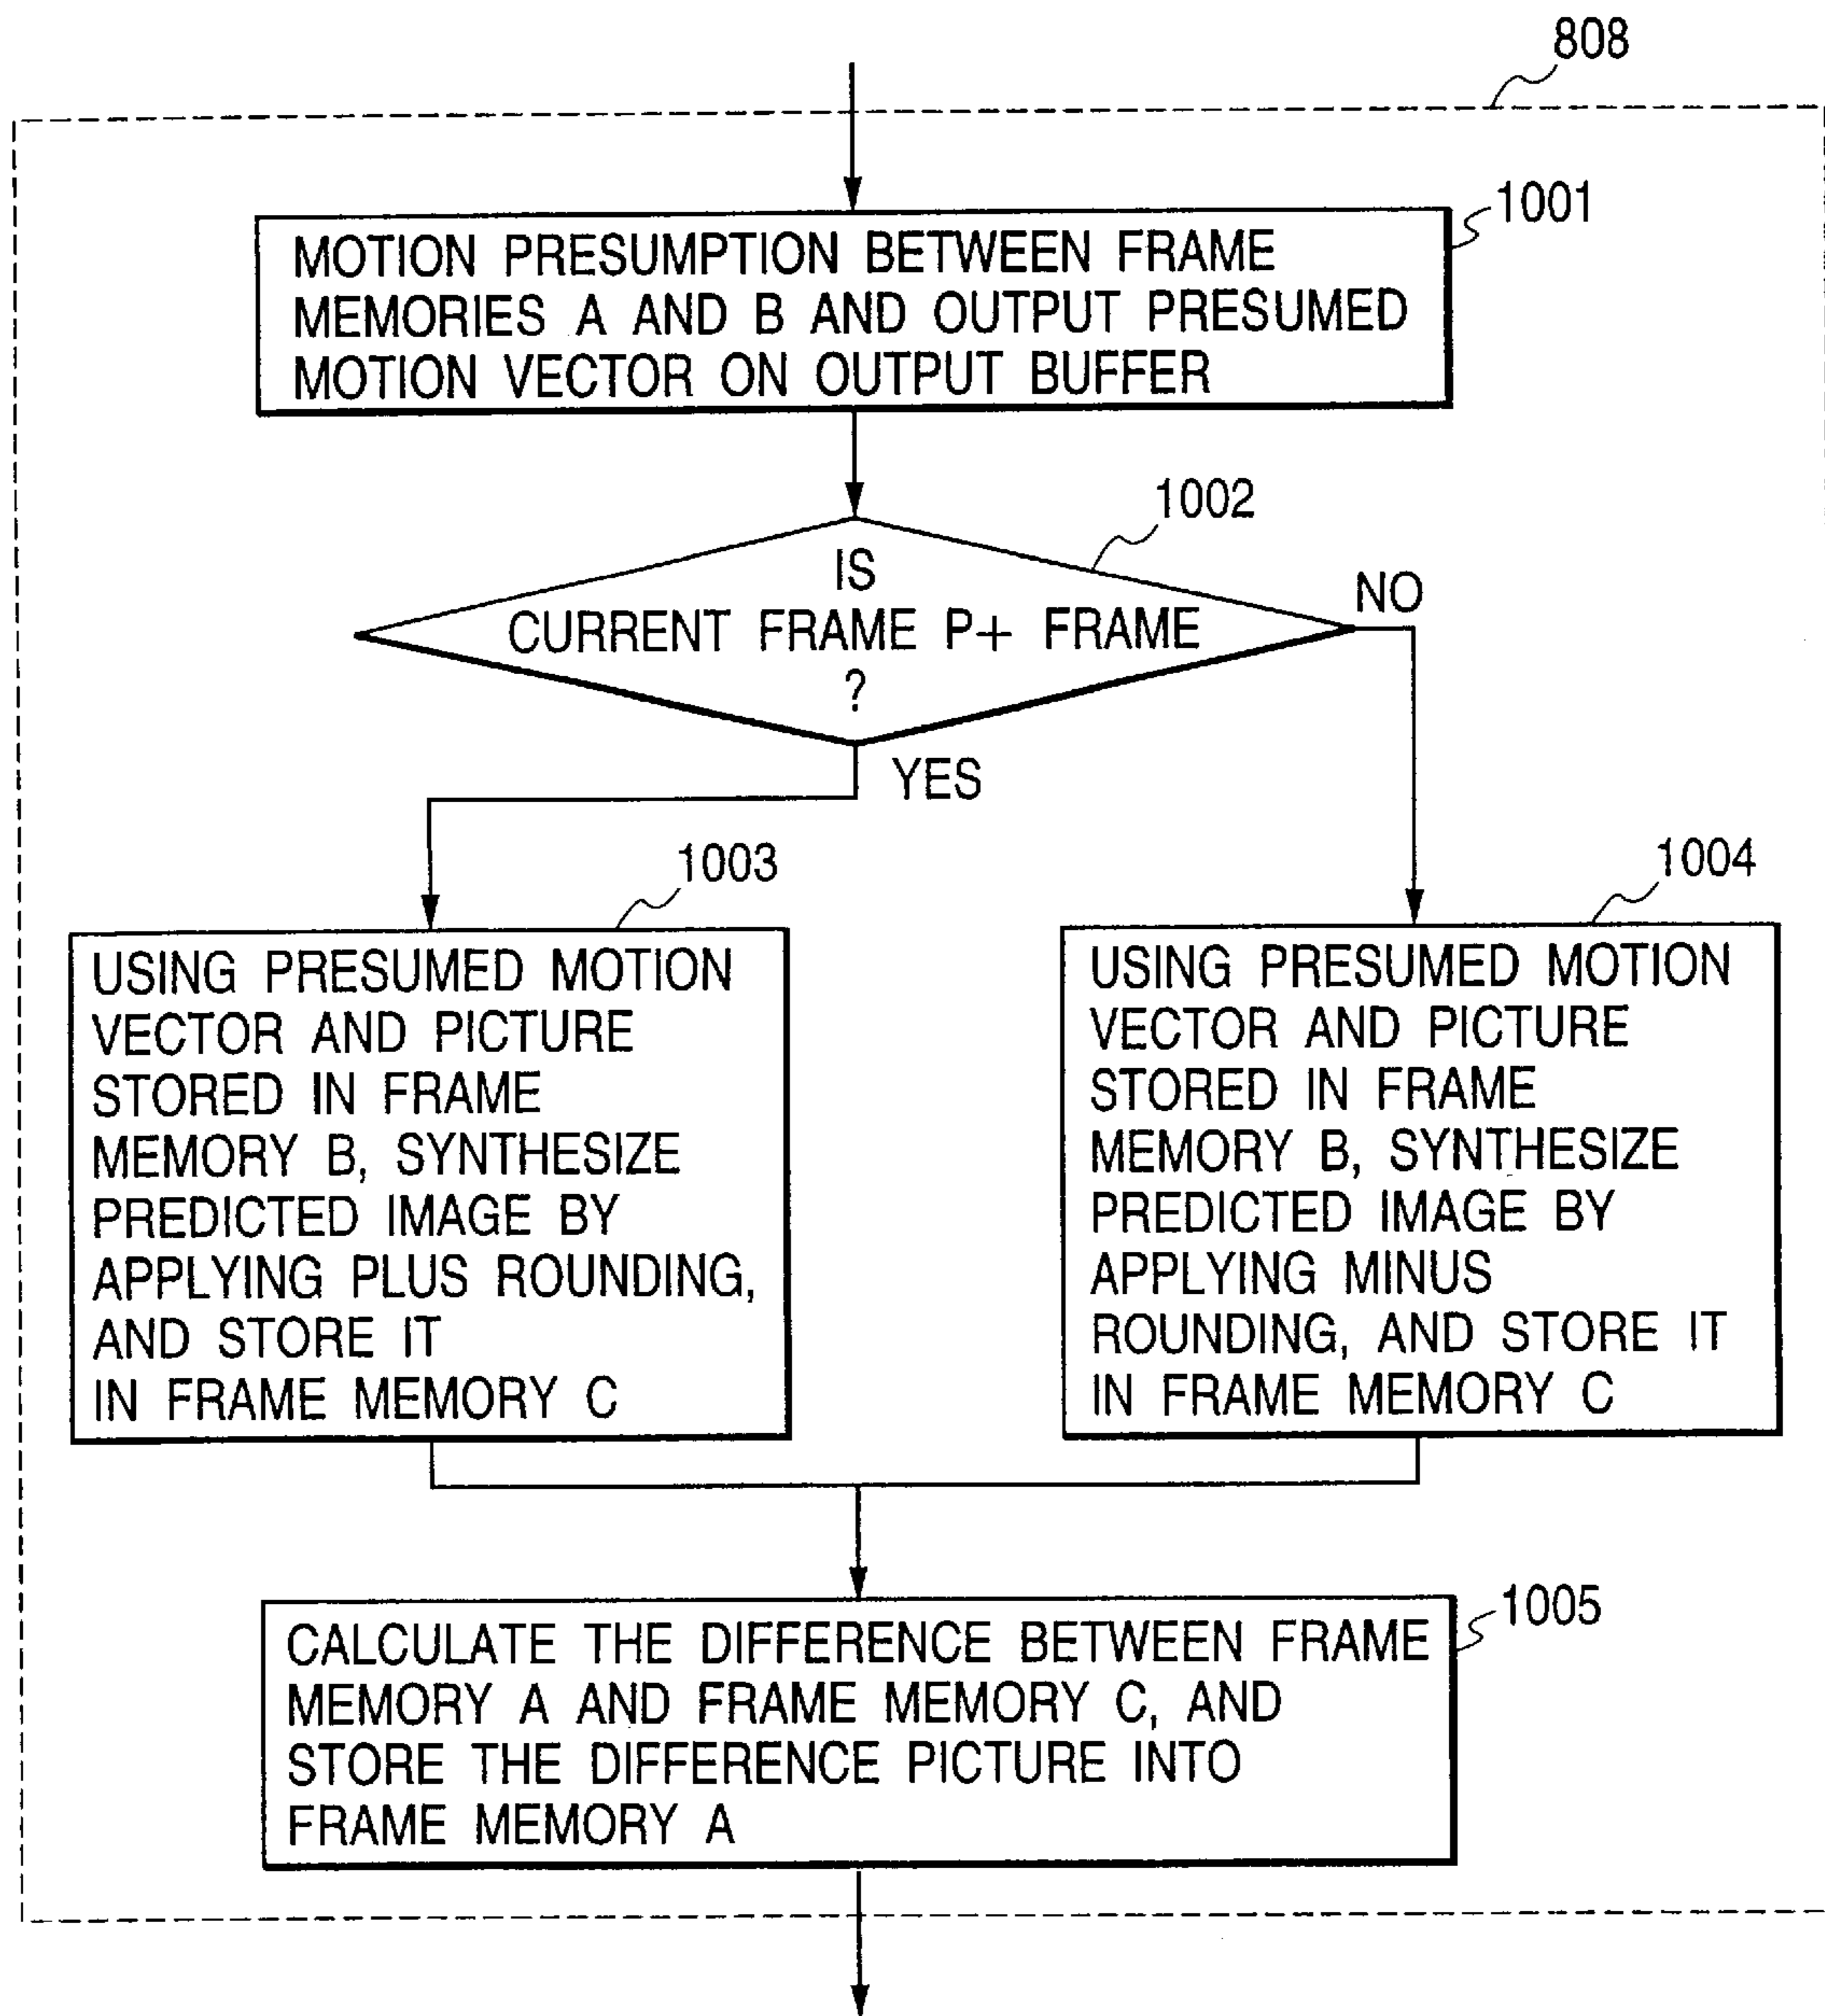 808
1001
MOTION PRESUMPTION BETWEEN FRAME
MEMORIES A AND B AND OUTPUT PRESUMED
MOTION VECTOR ON OUTPUT BUFFER
1002
IS
CURRENT FRAME P+ FRAME
?
NO
YES
1003
USING PRESUMED MOTION
VECTOR AND PICTURE
STORED IN FRAME
MEMORY B, SYNTHESIZE
PREDICTED IMAGE BY
APPLYING PLUS ROUNDING,
AND STORE IT
IN FRAME MEMORY C
1004
USING PRESUMED MOTION
VECTOR AND PICTURE
STORED IN FRAME
MEMORY B, SYNTHESIZE
PREDICTED IMAGE BY
APPLYING MINUS
ROUNDING, AND STORE IT
IN FRAME MEMORY C
1005
CALCULATE THE DIFFERENCE BETWEEN FRAME
MEMORY A AND FRAME MEMORY C, AND
STORE THE DIFFERENCE PICTURE INTO
FRAME MEMORY A